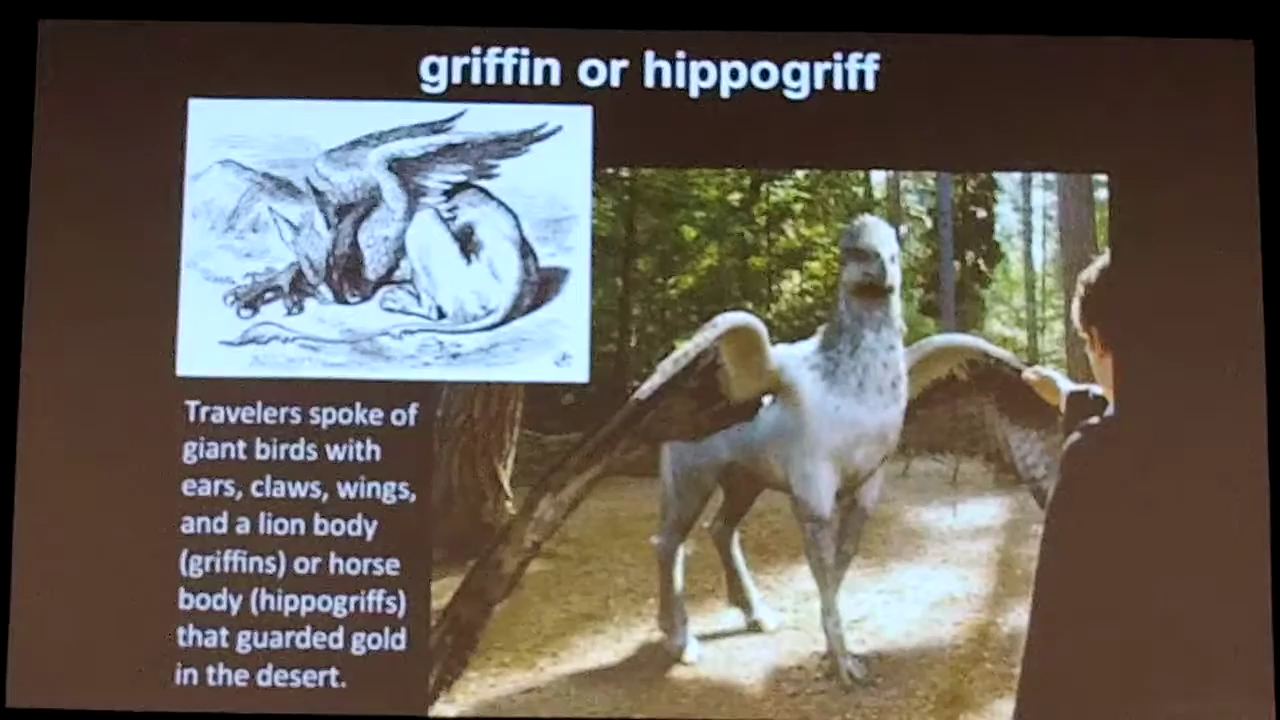 griffin or hippogriff
Travelers spoke of
giant birds with
ears, claws, wings,
and a lion body
(griffins) or horse
body (hippogriffs)
that guarded gold
in the desert.